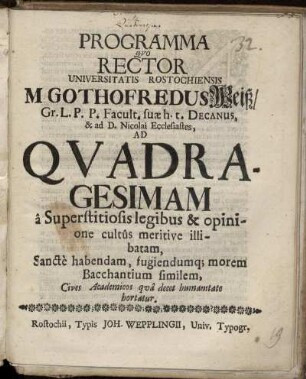 32.
PROGRAMMA
quo
RECTOR
UNIVERSITATIS ROSTOCHIENSIS
M GOTHOFREDUS Weiß/
Gr. L. P. P. Facult. suæ h. t. DECANUS,
& ad D. Nicolai Ecclesiastes,
AD
QVADRA-
GESIMAM
â Superstitiosis legibus & opini-
one cultûs meritive illi-
batam,
Sanctè habendam, fugiendumq; morem
Bacchantium similem,
Cives Academicos quâ decet humanitate
hortatur.
Rostochii, Typis JOH. WEPPLINGII, Univ. Typogr,